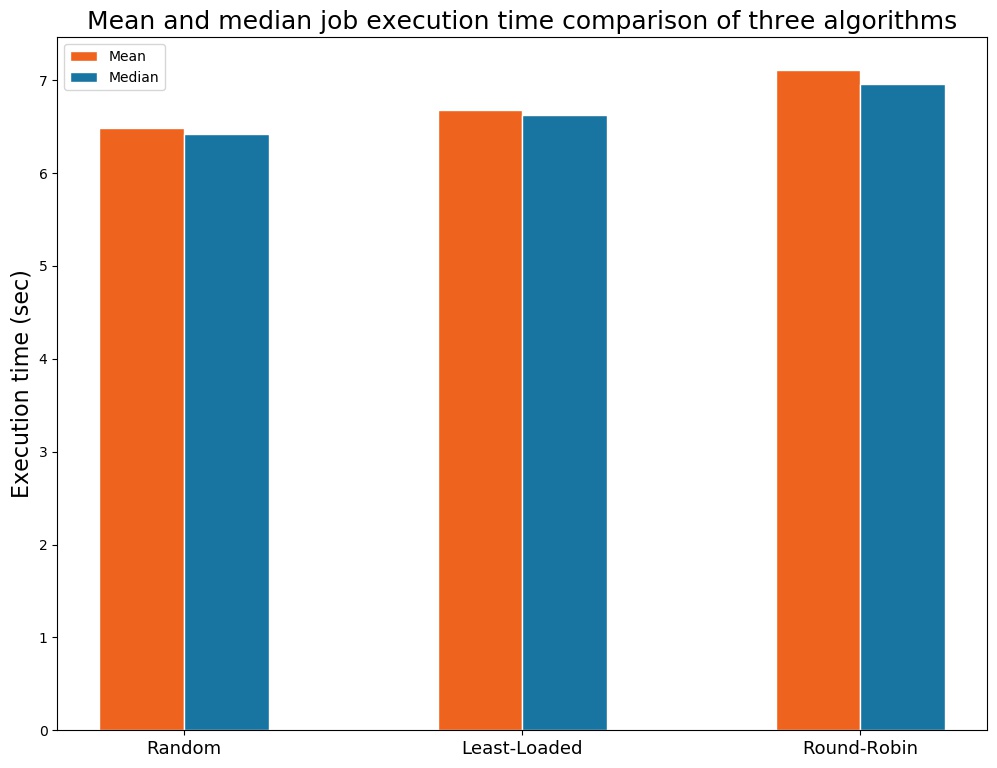 Mean and median job execution time comparison of three algorithms
Mean
Median
Execution time (sec)
7
6
5
4
3
2
1
0
Random
Least-Loaded
Round-Robin